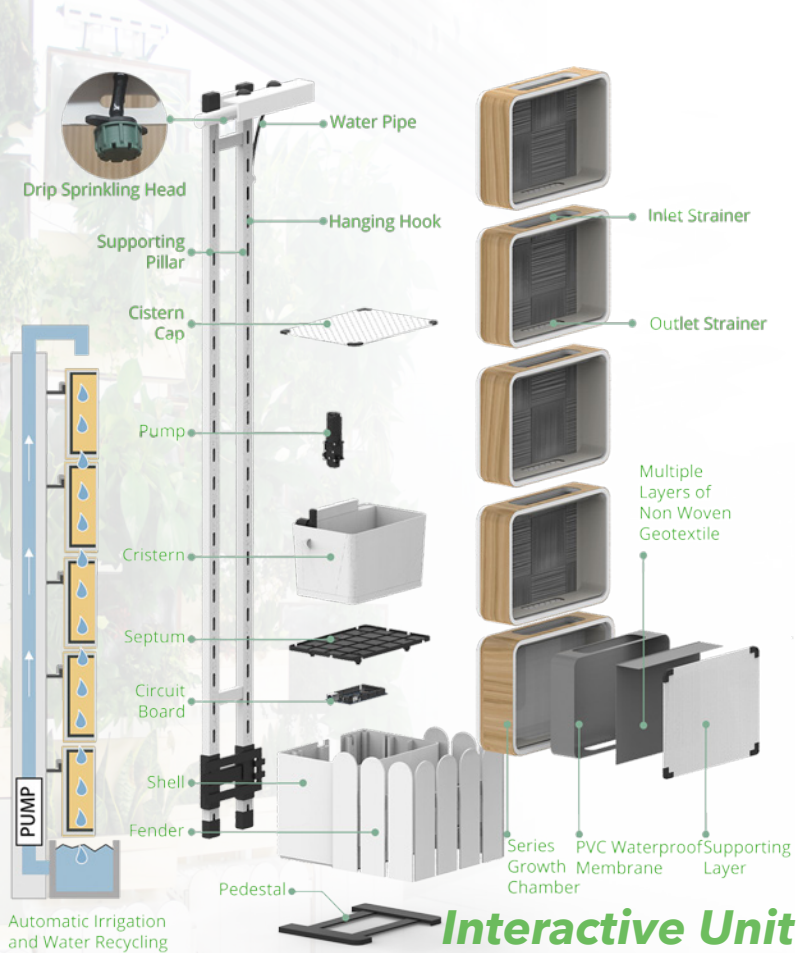 Water Pipe
Drip Sprinkling Head
Hanging Hook
Supporting
Pillar
Cistern
Cap
Pump
Cristern
Septum
Circuit
Board
Shell
Fender
Pedestal
Inlet Strainer
Outlet Strainer
Multiple
Layers of
Non Woven
Geotextile
Series
Growth
Chamber
PVC Waterproof
Membrane
Supporting
Layer
PUMP
Automatic Irrigation
and Water Recycling
Interactive Unit